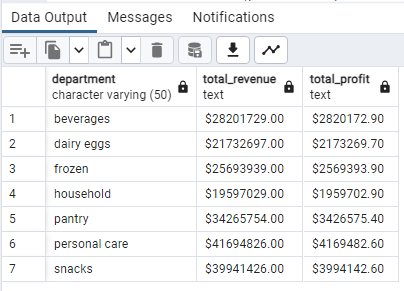 Data Output Messages Notifications
department total_revenue total_profit
character varying (50) text text
1 beverages $28201729.00 $2820172.90
2 dairy eggs $21732697.00 $2173269.70
3 frozen $25693939.00 $2569393.90
4 household $19597029.00 $1959702.90
5 pantry $34265754.00 $3426575.40
6 personal care $41694826.00 $4169482.60
7 snacks $39941426.00 $3994142.60